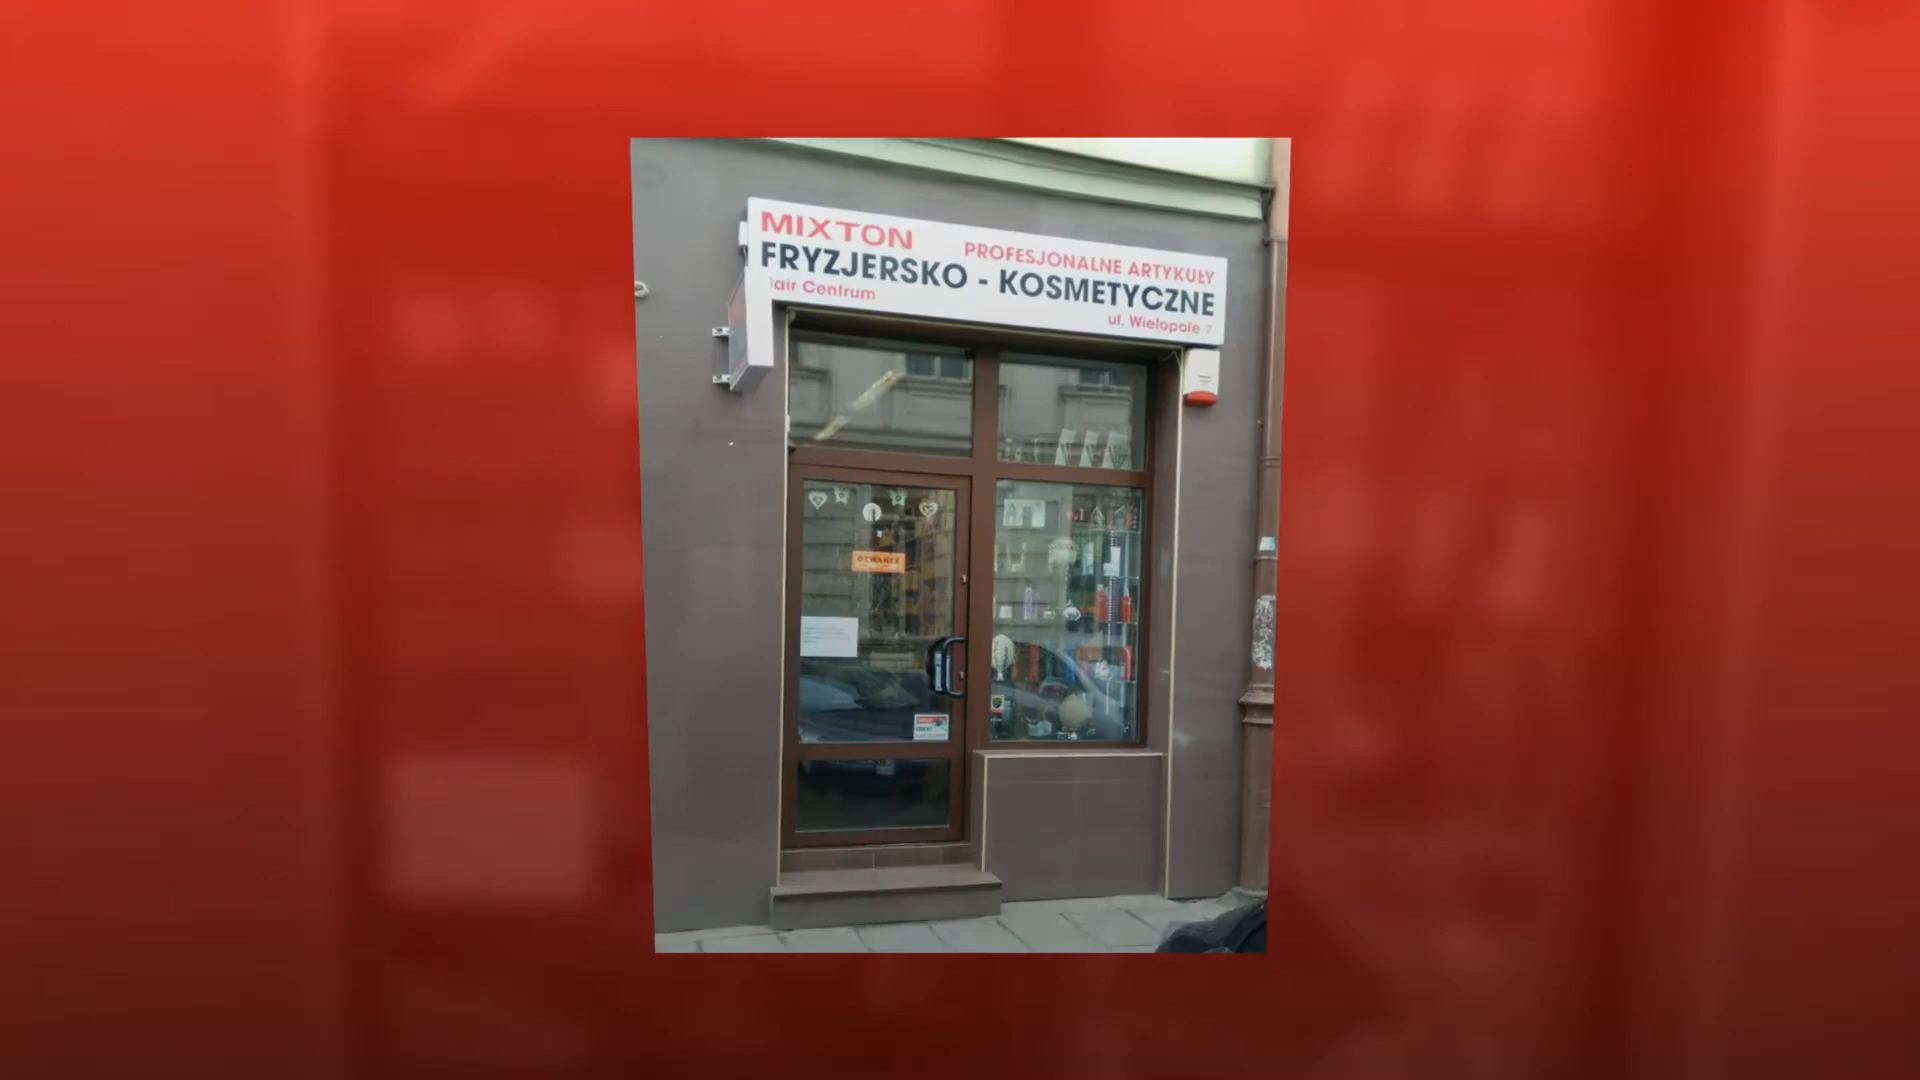 MIXTON
PROFESJONALNE ARTYKUŁY
FRYZJERSKO - KOSMETYCZNE
air Centrum
ul. Wielopole 7
OTWARTE